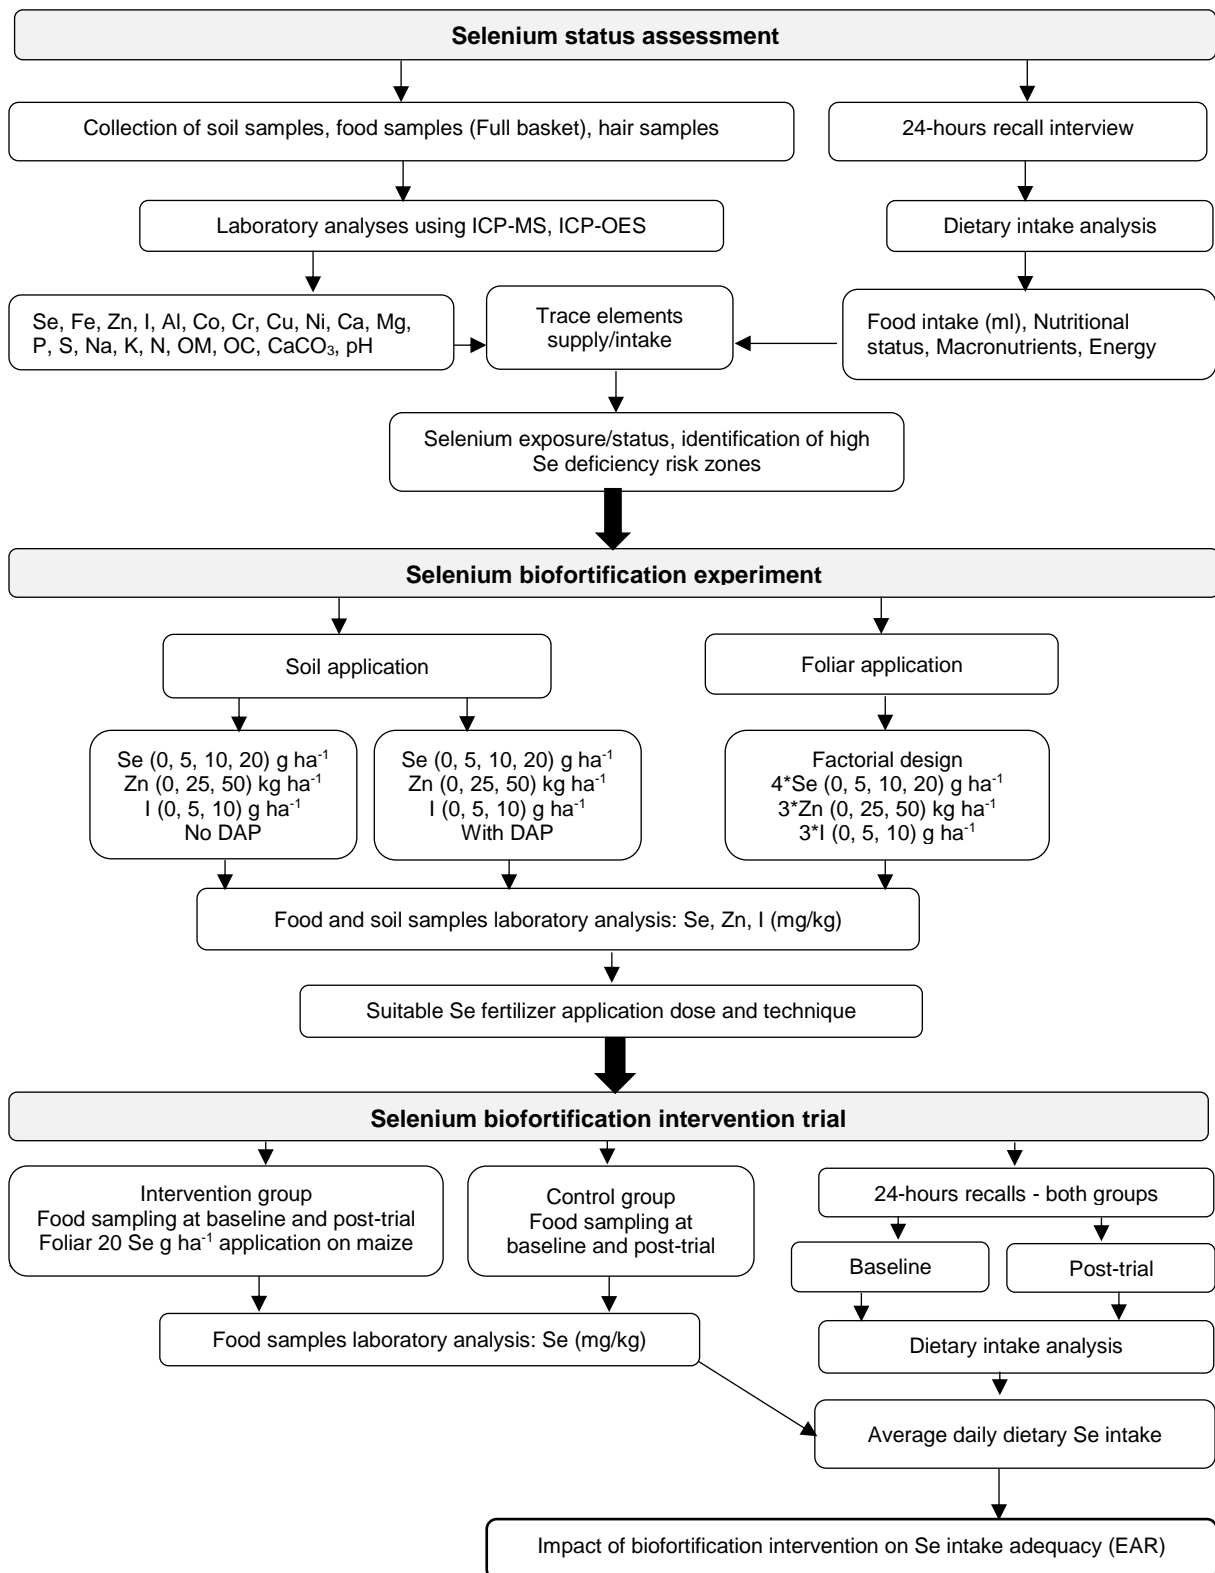 Selenium status assessment
Collection of soil samples, food samples (Full basket), hair samples
24-hours recall interview
Laboratory analyses using ICP-MS, ICP-OES
Dietary intake analysis
Se, Fe, Zn, I, Al, Co, Cr, Cu, Ni, Ca, Mg,
P, S, Na, K, N, OM, OC, CaCO₃, pH
Trace elements
supply/intake
Food intake (ml), Nutritional
status, Macronutrients, Energy
Selenium exposure/status, identification of high
Se deficiency risk zones
Selenium biofortification experiment
Soil application
Foliar application
Se (0, 5, 10, 20) g ha⁻¹
Zn (0, 25, 50) kg ha⁻¹
I (0, 5, 10) g ha⁻¹
No DAP
Se (0, 5, 10, 20) g ha⁻¹
Zn (0, 25, 50) kg ha⁻¹
I (0, 5, 10) g ha⁻¹
With DAP
Factorial design
4*Se (0, 5, 10, 20) g ha⁻¹
3*Zn (0, 25, 50) kg ha⁻¹
3*I (0, 5, 10) g ha⁻¹
Food and soil samples laboratory analysis: Se, Zn, I (mg/kg)
Suitable Se fertilizer application dose and technique
Selenium biofortification intervention trial
Intervention group
Food sampling at baseline and post-trial
Foliar 20 Se g ha⁻¹ application on maize
Control group
Food sampling at
baseline and post-trial
24-hours recalls - both groups
Baseline
Post-trial
Food samples laboratory analysis: Se (mg/kg)
Dietary intake analysis
Average daily dietary Se intake
Impact of biofortification intervention on Se intake adequacy (EAR)